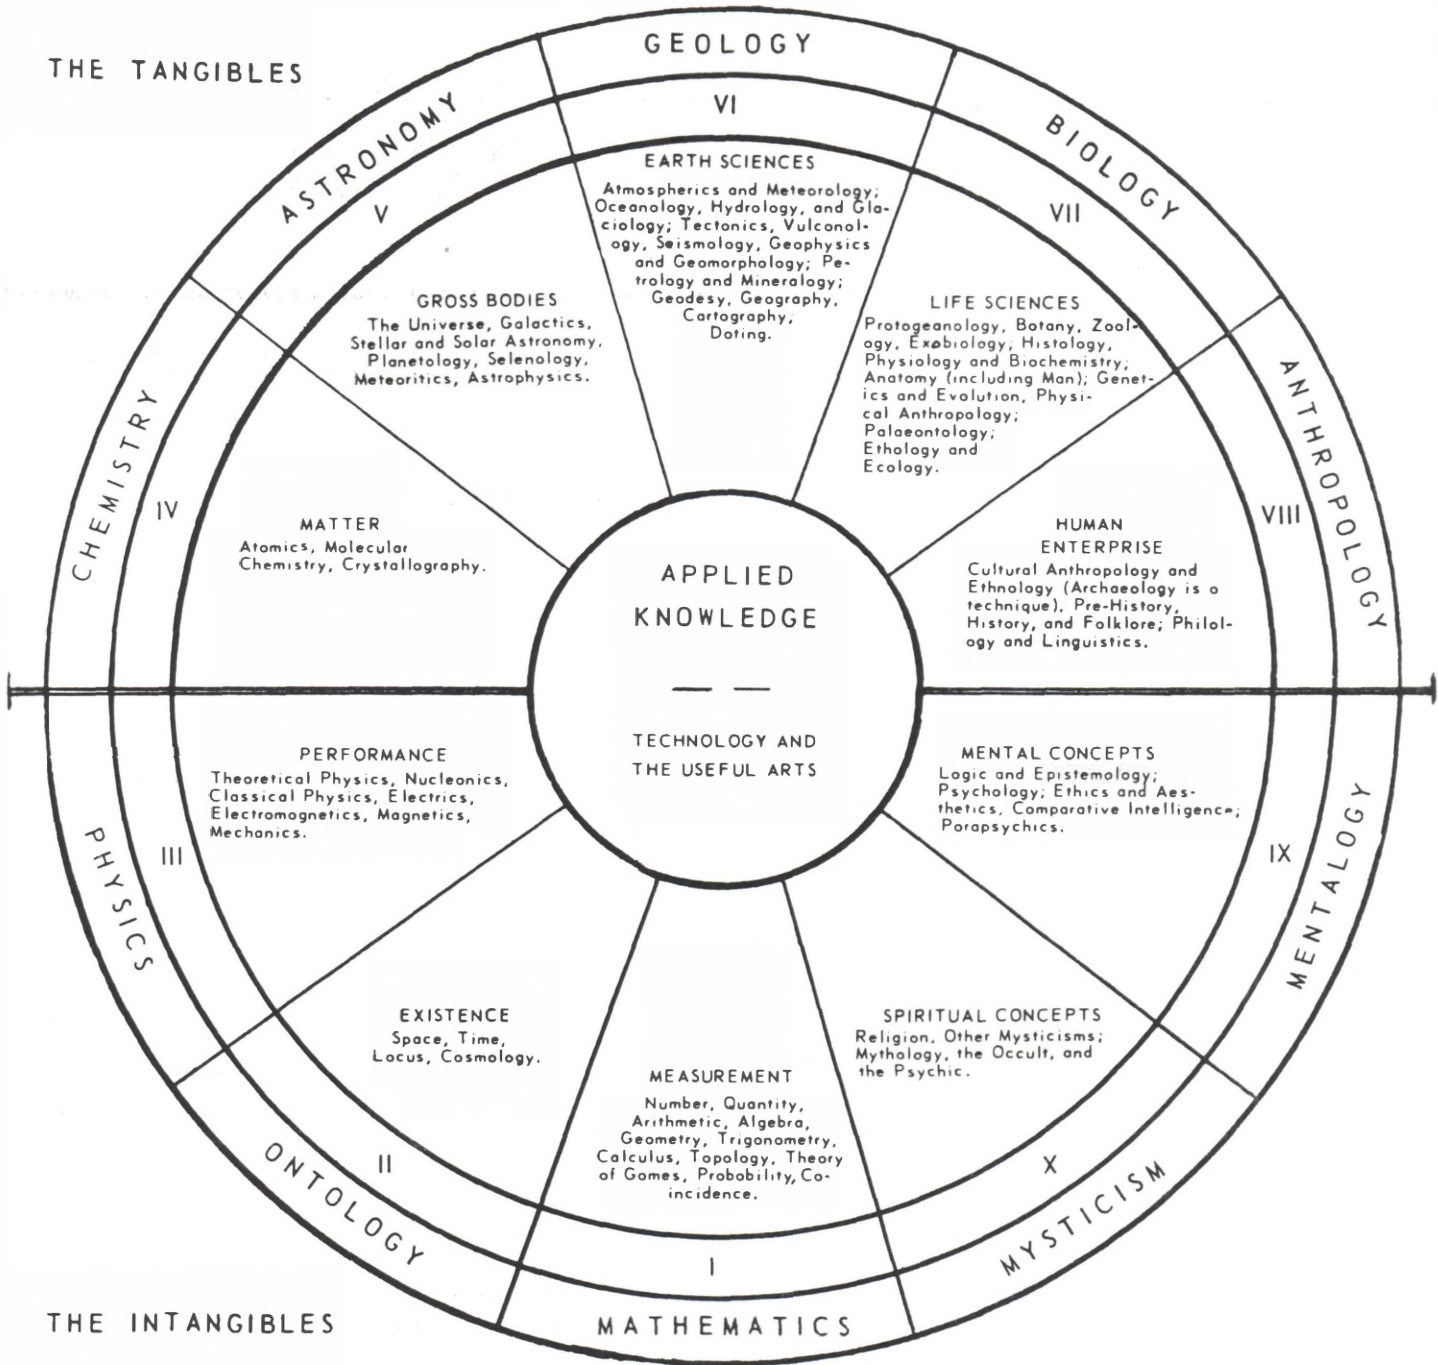 THE TANGIBLES
GEOLOGY
VI
EARTH SCIENCES
Atmospherics and Meteorology;
Oceanology, Hydrology, and Gla-
ciology; Tectonics, Vulconol-
ogy, Seismology, Geophysics
and Geomorphology; Pe-
trology and Mineralogy;
Geodesy, Geography,
Cartography;
Doting.
BIOLOGY
VII
LIFE SCIENCES
Protogeanology, Botany, Zool-
ogy, Exobiology; Histology,
Physiology and Biochemistry;
Anatomy (including Man); Genet-
ics and Evolution, Physi-
cal Anthropology;
Palaeontology;
Ethology and
Ecology.
ANTHROPOLOGY
VIII
HUMAN
ENTERPRISE
Cultural Anthropology and
Ethnology (Archaeology is o
technique), Pre-History,
History, and Folklore; Philol-
ogy and Linguistics.
MENTALOGY
IX
MENTAL CONCEPTS
Logic and Epistemology;
Psychology; Ethics and Aes-
thetics, Comparative Intelligence;
Porapsychics.
MYSTICISM
X
SPIRITUAL CONCEPTS
Religion, Other Mysticisms;
Mythology, the Occult, and
the Psychic.
MATHEMATICS
I
MEASUREMENT
Number, Quantity,
Arithmetic, Algebra,
Geometry, Trigonometry,
Calculus, Topology, Theory
of Gomes, Probobility, Co-
incidence.
ONTOLOGY
II
EXISTENCE
Space, Time,
Locus, Cosmology.
PHYSICS
III
PERFORMANCE
Theoretical Physics, Nucleonics,
Classical Physics, Electrics,
Electromognetics, Magnetics,
Mechanics.
CHEMISTRY
IV
MATTER
Atomics, Molecular
Chemistry, Crystallography.
ASTRONOMY
V
GROSS BODIES
The Universe, Galactics,
Stellar and Solar Astronomy,
Planetology, Selenology,
Meteoritics, Astrophysics.
APPLIED
KNOWLEDGE
— —
TECHNOLOGY AND
THE USEFUL ARTS
THE INTANGIBLES